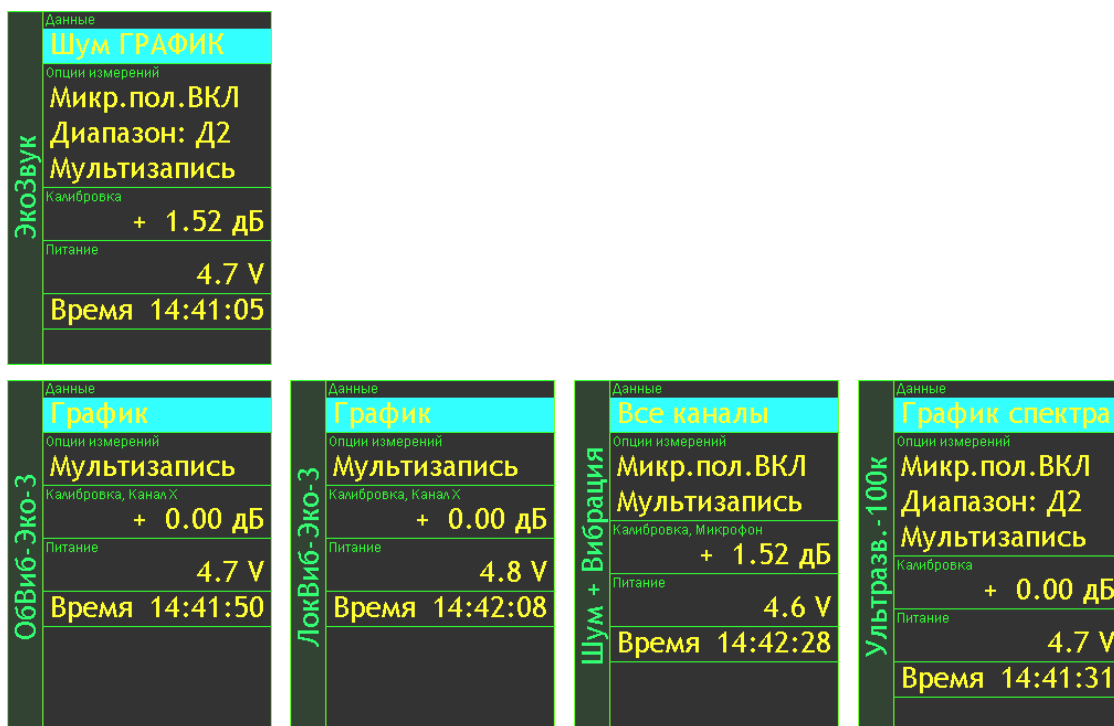 ЭкоЗвук
Данные
Шум ГРАФИК
Опции измерений
Микр.пол.ВКЛ
Диапазон: Д2
Мультизапись
Калибровка
+ 1.52 дБ
Питание
4.7 V
Время 14:41:05
ОбВиб-Эко-3
Данные
График
Опции измерений
Мультизапись
Калибровка, Канал X
+ 0.00 дБ
Питание
4.7 V
Время 14:41:50
ЛокВиб-Эко-3
Данные
График
Опции измерений
Мультизапись
Калибровка, Канал X
+ 0.00 дБ
Питание
4.8 V
Время 14:42:08
Шум + Вибрация
Данные
Все каналы
Опции измерений
Микр.пол.ВКЛ
Мультизапись
Калибровка, Микрофон
+ 1.52 дБ
Питание
4.6 V
Время 14:42:28
Ультразв.-100к
Данные
График спектра
Опции измерений
Микр.пол.ВКЛ
Диапазон: Д2
Мультизапись
Калибровка
+ 0.00 дБ
Питание
4.7 V
Время 14:41:31